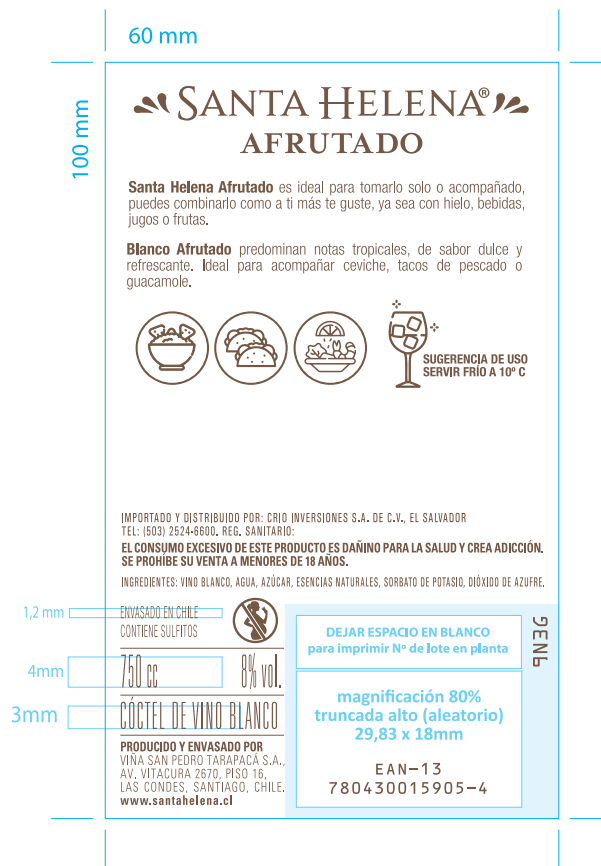 60 mm
100 mm
SANTA HELENA®
AFRUTADO
Santa Helena Afrutado es ideal para tomarlo solo o acompañado,
puedes combinarlo como a ti más te guste, ya sea con hielo, bebidas,
jugos o frutas.
Blanco Afrutado predominan notas tropicales, de sabor dulce y
refrescante. Ideal para acompañar ceviche, tacos de pescado o
guacamole.
SUGERENCIA DE USO
SERVIR FRÍO A 10º C
IMPORTADO Y DISTRIBUIDO POR: CRIO INVERSIONES S.A. DE C.V., EL SALVADOR
TEL: (503) 2524-6600. REG. SANITARIO:
EL CONSUMO EXCESIVO DE ESTE PRODUCTO ES DAÑINO PARA LA SALUD Y CREA ADICCIÓN.
SE PROHÍBE SU VENTA A MENORES DE 18 AÑOS.
INGREDIENTES: VINO BLANCO, AGUA, AZÚCAR, ESENCIAS NATURALES, SORBATO DE POTASIO, DIÓXIDO DE AZUFRE.
1,2 mm
ENVASADO EN CHILE
CONTIENE SULFITOS
4mm
750 cc 8% vol.
3mm
CÓCTEL DE VINO BLANCO
PRODUCIDO Y ENVASADO POR
VIÑA SAN PEDRO TARAPACÁ S.A.,
AV. VITACURA 2670, PISO 16,
LAS CONDES, SANTIAGO, CHILE.
www.santahelena.cl
DEJAR ESPACIO EN BLANCO
para imprimir Nº de lote en planta
magnificación 80%
truncada alto (aleatorio)
29,83 x 18mm
EAN-13
780430015905-4